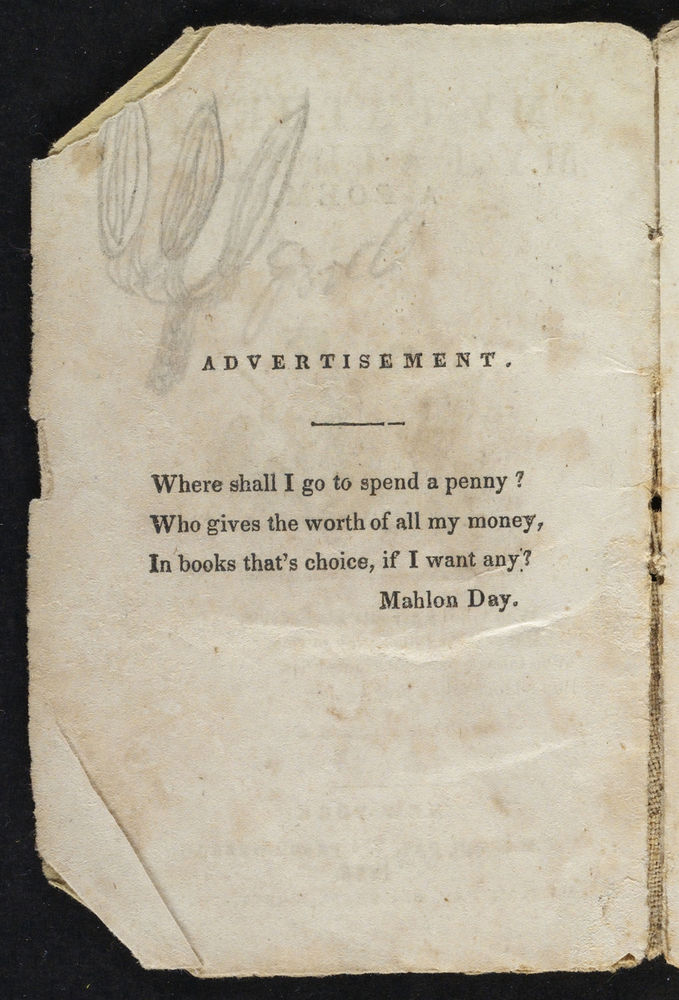 ADVERTISEMENT.
Where shall I go to spend a penny ?
Who gives the worth of all my money,
In books that's choice, if I want any?
Mahlon Day.